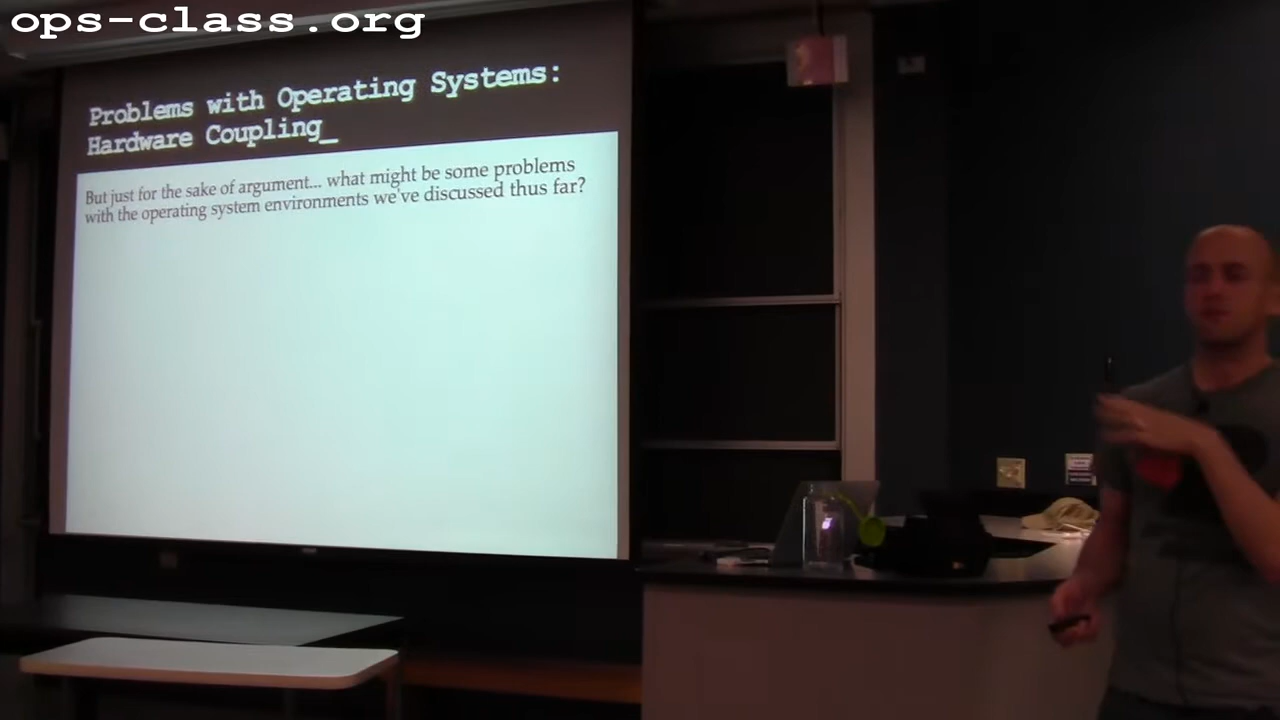 ops-class.org
Problems with Operating Systems:
Hardware Coupling_
But just for the sake of argument... what might be some problems
with the operating system environments we've discussed thus far?